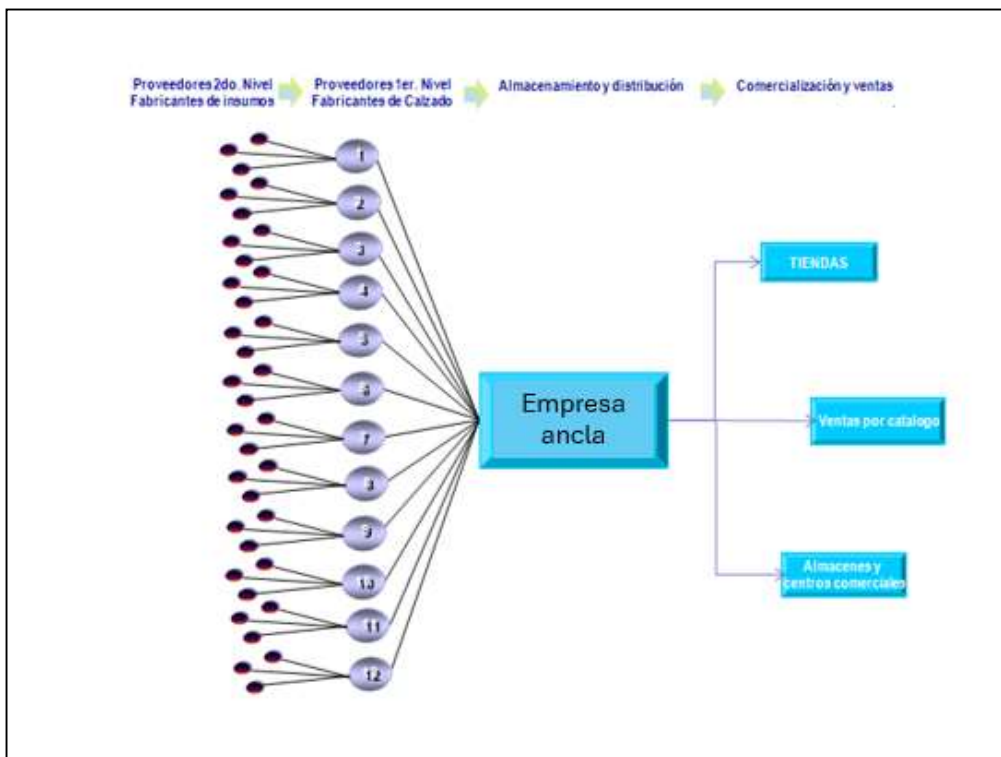 Proveedores 2do. Nivel
Fabricantes de insumos
Proveedores 1er. Nivel
Fabricantes de Calzado
Almacenamiento y distribución
Comercialización y ventas
1
2
3
4
5
6
7
8
9
10
11
12
Empresa
ancla
TIENDAS
Ventas por catalogo
Almacenes y
centros comerciales